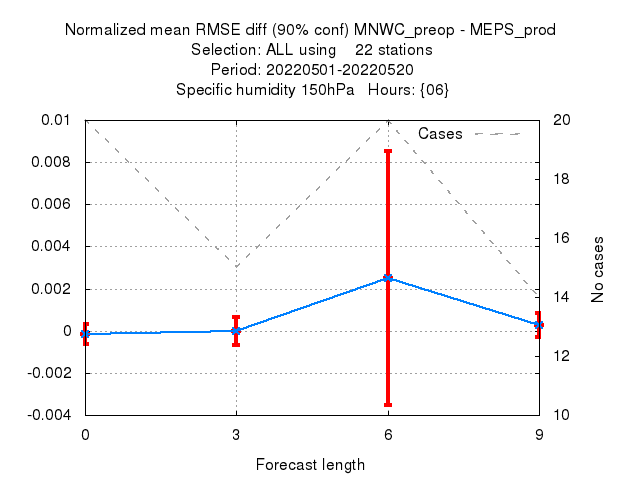 Normalized mean RMSE diff (90% conf) MNWC_preop - MEPS_prod
Selection: ALL using    22 stations
Period: 20220501-20220520
Specific humidity 150hPa   Hours: {06}
Cases
0.01
0.008
0.006
0.004
0.002
0
-0.002
-0.004
20
18
16
14
12
10
No cases
0 3 6 9
Forecast length